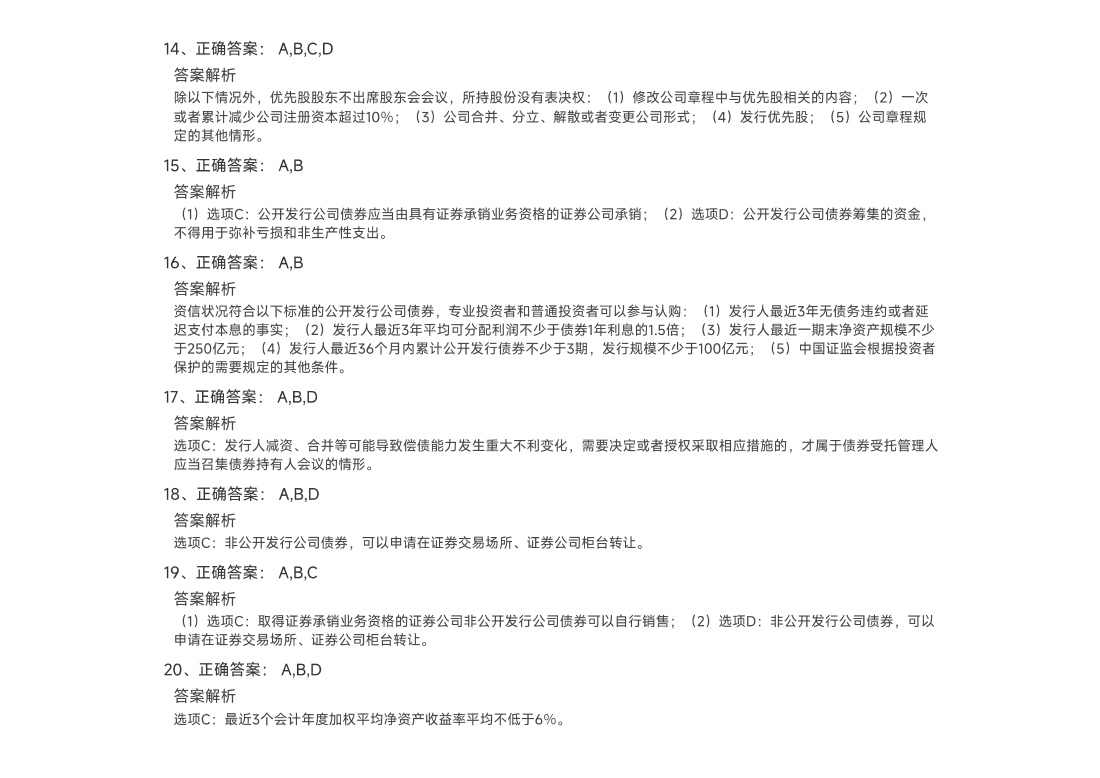 14、正确答案： A,B,C,D
答案解析
除以下情况外，优先股股东不出席股东会会议，所持股份没有表决权：（1）修改公司章程中与优先股相关的内容；（2）一次
或者累计减少公司注册资本超过10%；（3）公司合并、分立、解散或者变更公司形式；（4）发行优先股；（5）公司章程规
定的其他情形。
15、正确答案： A,B
答案解析
（1）选项C：公开发行公司债券应当由具有证券承销业务资格的证券公司承销；（2）选项D：公开发行公司债券筹集的资金，
不得用于弥补亏损和非生产性支出。
16、正确答案： A,B
答案解析
资信状况符合以下标准的公开发行公司债券，专业投资者和普通投资者可以参与认购：（1）发行人最近3年无债务违约或者延
迟支付本息的事实；（2）发行人最近3年平均可分配利润不少于债券1年利息的1.5倍；（3）发行人最近一期末净资产规模不少
于250亿元；（4）发行人最近36个月内累计公开发行债券不少于3期，发行规模不少于100亿元；（5）中国证监会根据投资者
保护的需要规定的其他条件。
17、正确答案： A,B,D
答案解析
选项C：发行人减资、合并等可能导致偿债能力发生重大不利变化，需要决定或者授权采取相应措施的，才属于债券受托管理人
应当召集债券持有人会议的情形。
18、正确答案： A,B,D
答案解析
选项C：非公开发行公司债券，可以申请在证券交易场所、证券公司柜台转让。
19、正确答案： A,B,C
答案解析
（1）选项C：取得证券承销业务资格的证券公司非公开发行公司债券可以自行销售；（2）选项D：非公开发行公司债券，可以
申请在证券交易场所、证券公司柜台转让。
20、正确答案： A,B,D
答案解析
选项C：最近3个会计年度加权平均净资产收益率平均不低于6%。